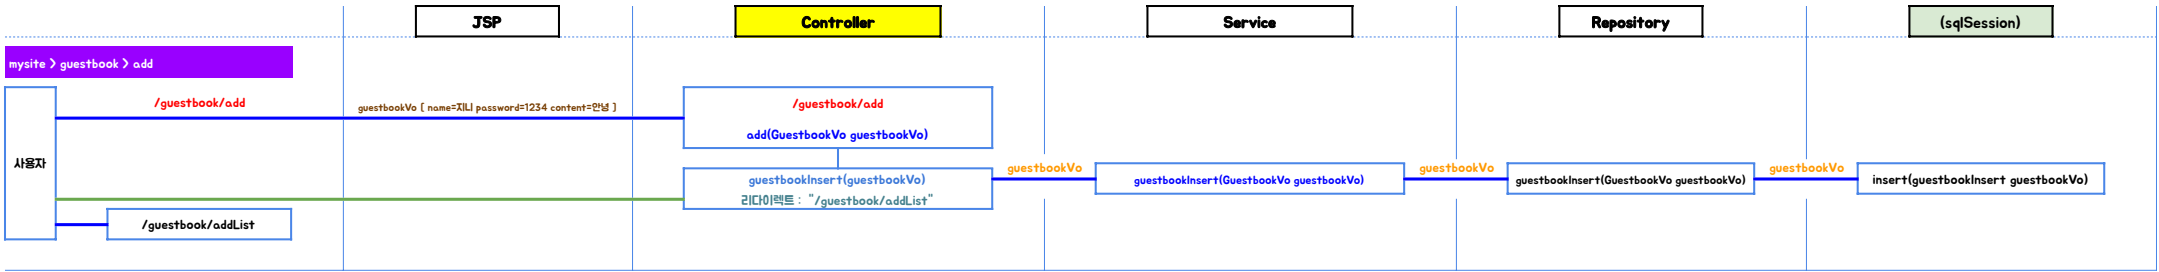 JSP
Controller
Service
Repository
(sqlSession)
mysite > guestbook > add
/guestbook/add
guestbookVo [ name=지니 password=1234 content=안녕 ]
/guestbook/add
add(GuestbookVo guestbookVo)
사용자
guestbookInsert(guestbookVo)
리다이렉트 : "/guestbook/addList"
guestbookVo
guestbookInsert(GuestbookVo guestbookVo)
guestbookVo
guestbookInsert(GuestbookVo guestbookVo)
guestbookVo
insert(guestbookInsert guestbookVo)
/guestbook/addList